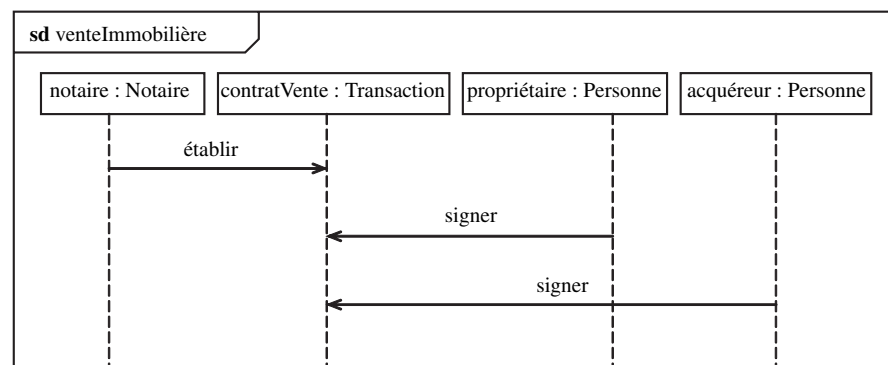 sd venteImmobilière
notaire : Notaire
contratVente : Transaction
propriétaire : Personne
acquéreur : Personne
établir
signer
signer